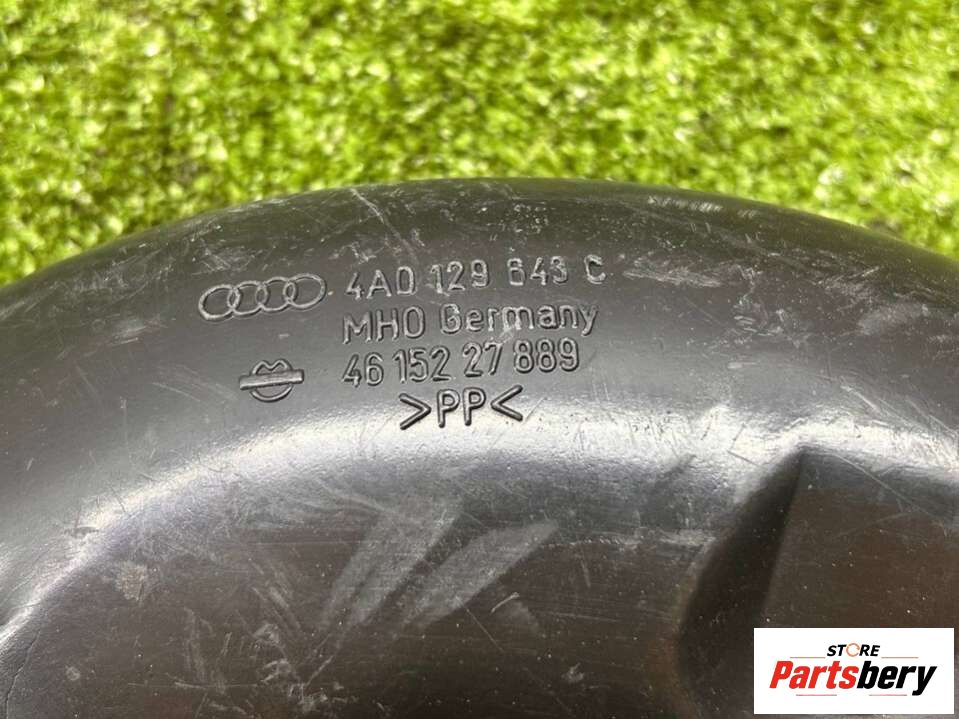 4A0 129 643 C
MHO Germany
46 152 27 889
>PP<
STORE
Partsbery